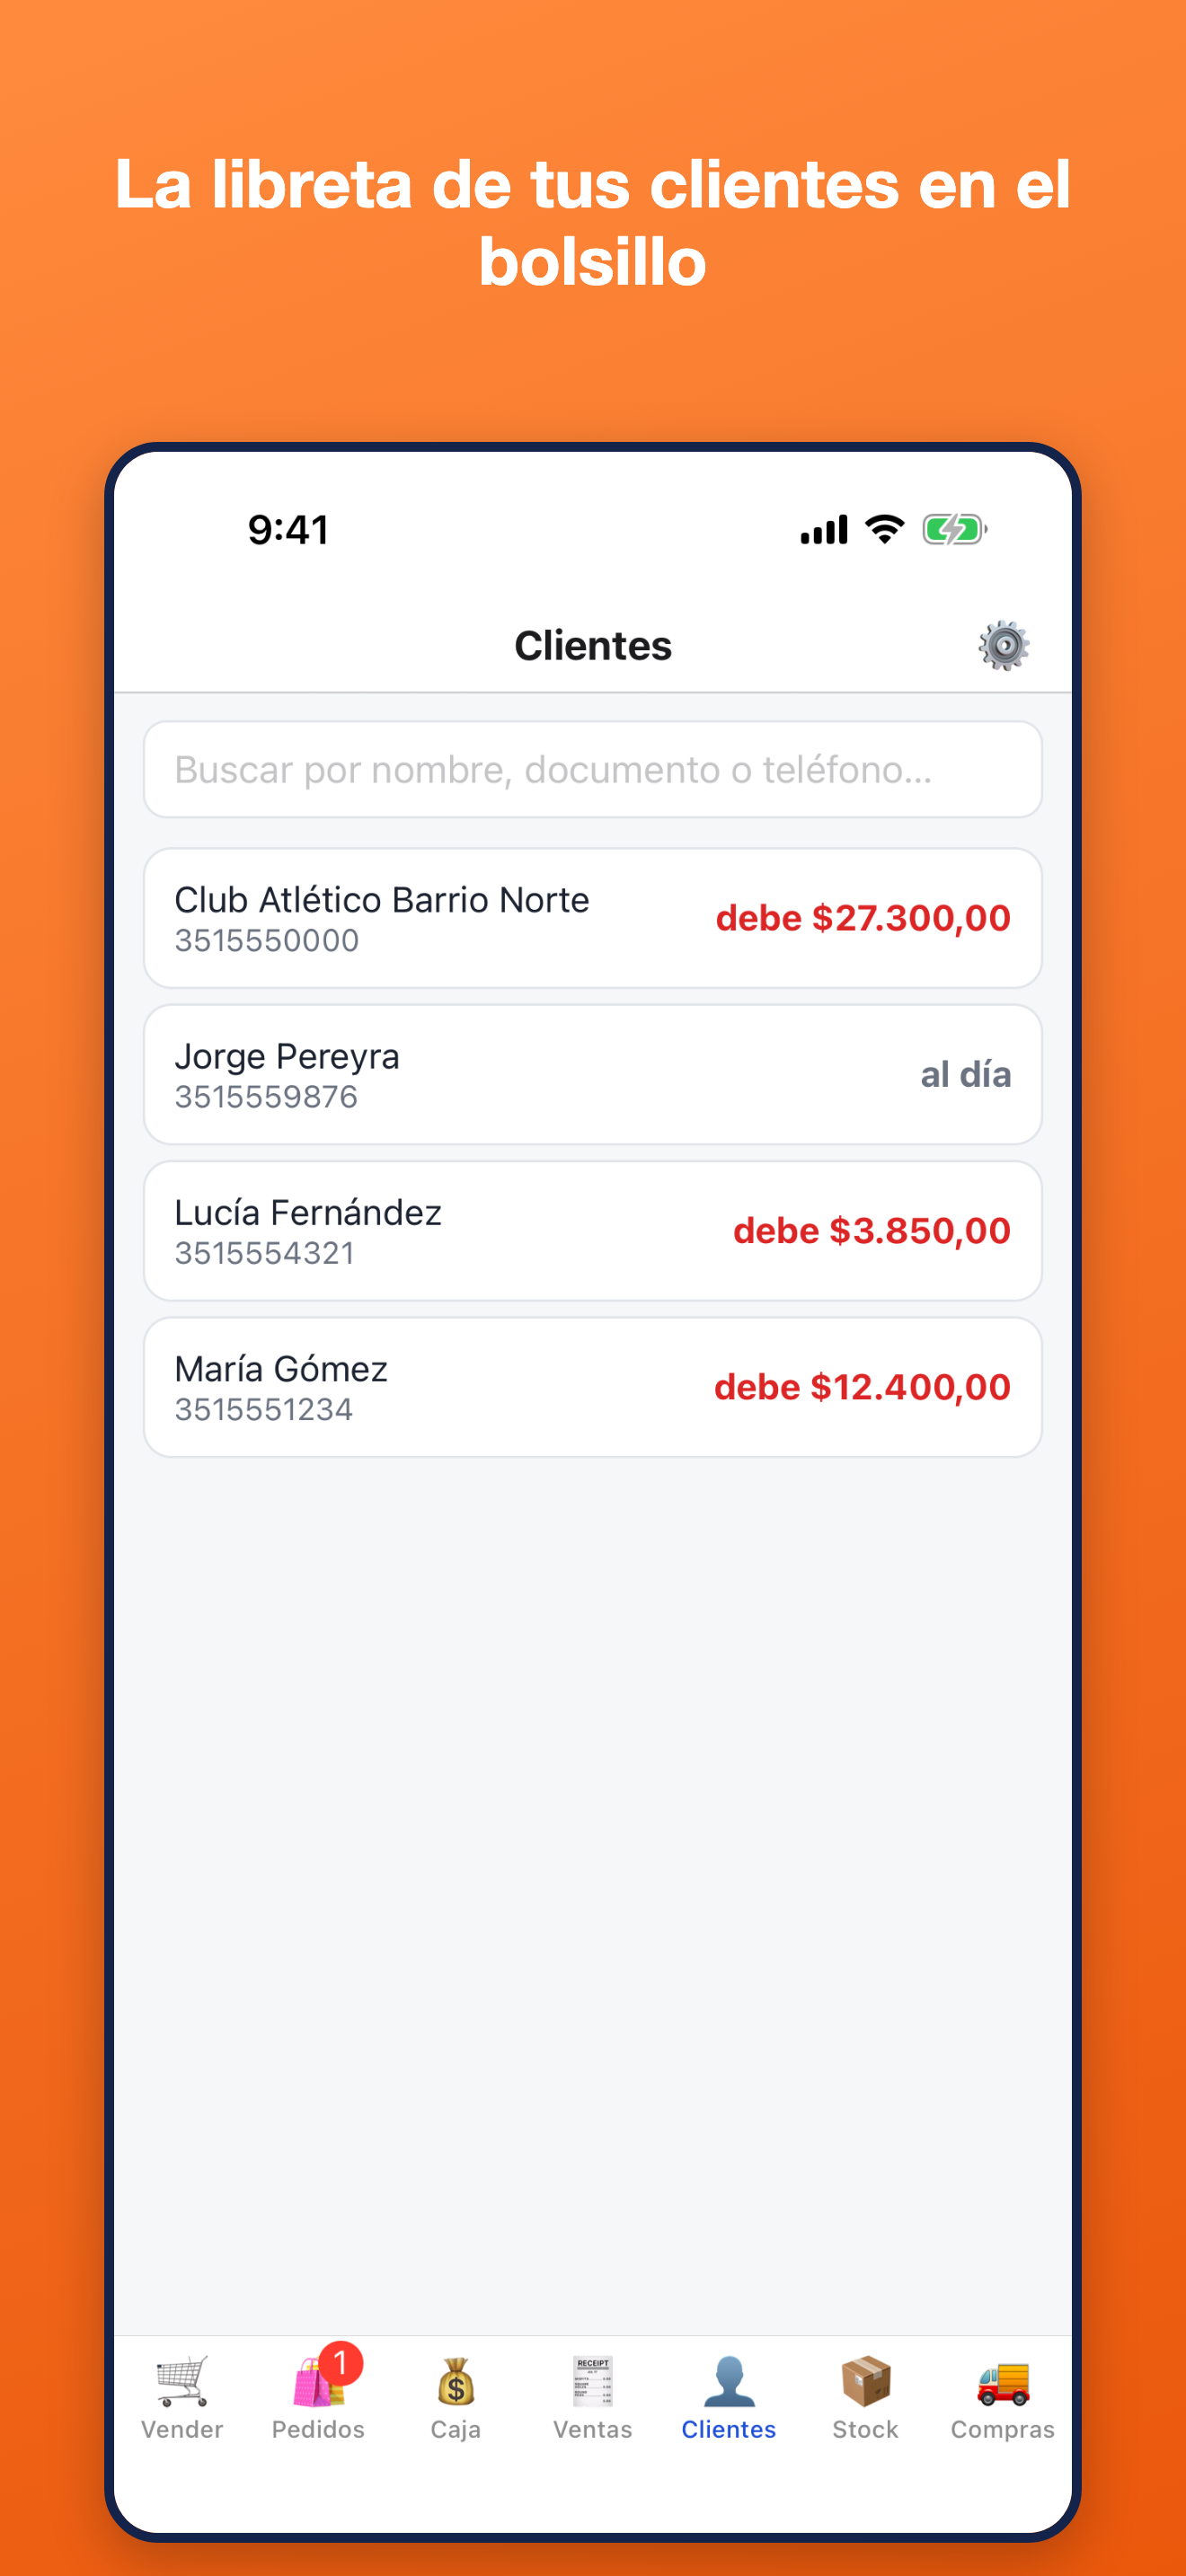 La libreta de tus clientes en el
bolsillo
9:41
Clientes
Buscar por nombre, documento o teléfono...
Club Atlético Barrio Norte
debe $27.300,00
3515550000
Jorge Pereyra
al día
3515559876
Lucía Fernández
debe $3.850,00
3515554321
María Gómez
debe $12.400,00
3515551234
RECEIPT
1
Vender
Pedidos
Caja
Ventas
Clientes
Stock
Compras